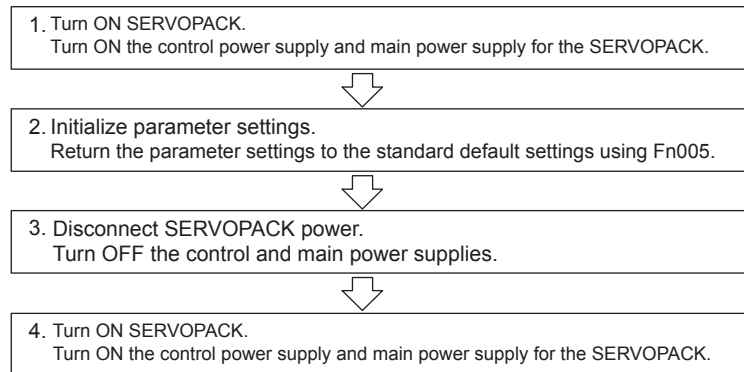 1. Turn ON SERVOPACK.
Turn ON the control power supply and main power supply for the SERVOPACK.
2. Initialize parameter settings.
Return the parameter settings to the standard default settings using Fn005.
3. Disconnect SERVOPACK power.
Turn OFF the control and main power supplies.
4. Turn ON SERVOPACK.
Turn ON the control power supply and main power supply for the SERVOPACK.